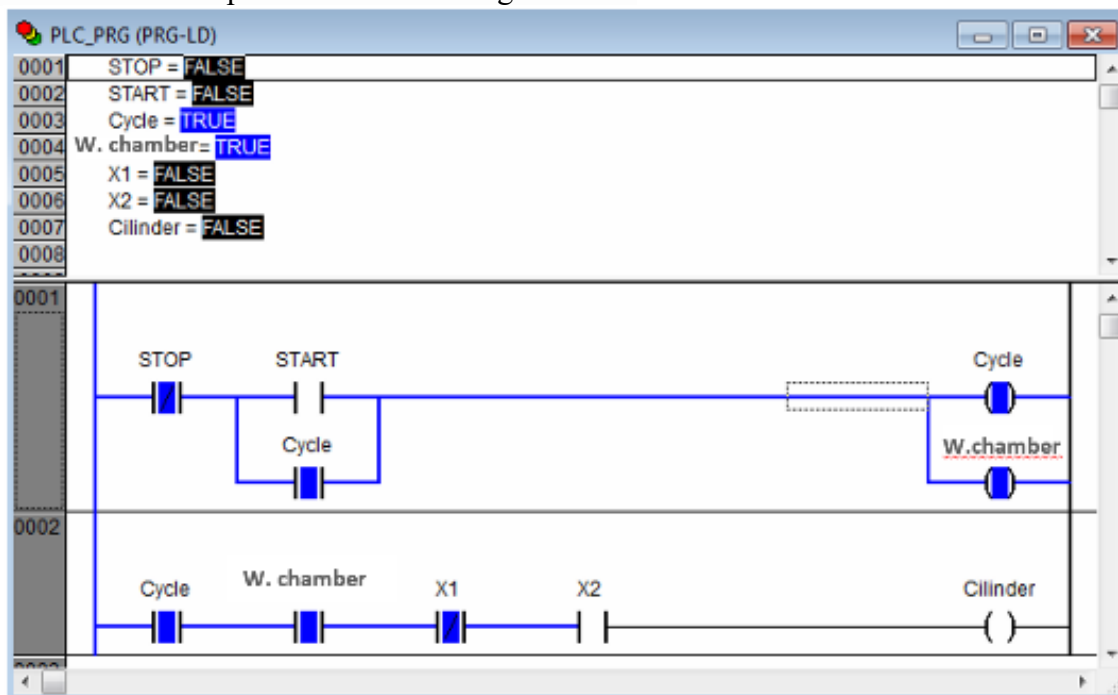 PLC_PRG (PRG-LD)
0001 STOP = FALSE
0002 START = FALSE
0003 Cycle = TRUE
0004 W. chamber= TRUE
0005 X1 = FALSE
0006 X2 = FALSE
0007 Cilinder = FALSE
0008
0001
STOP START Cycle
Cycle W.chamber
0002
Cycle W. chamber X1 X2 Cilinder